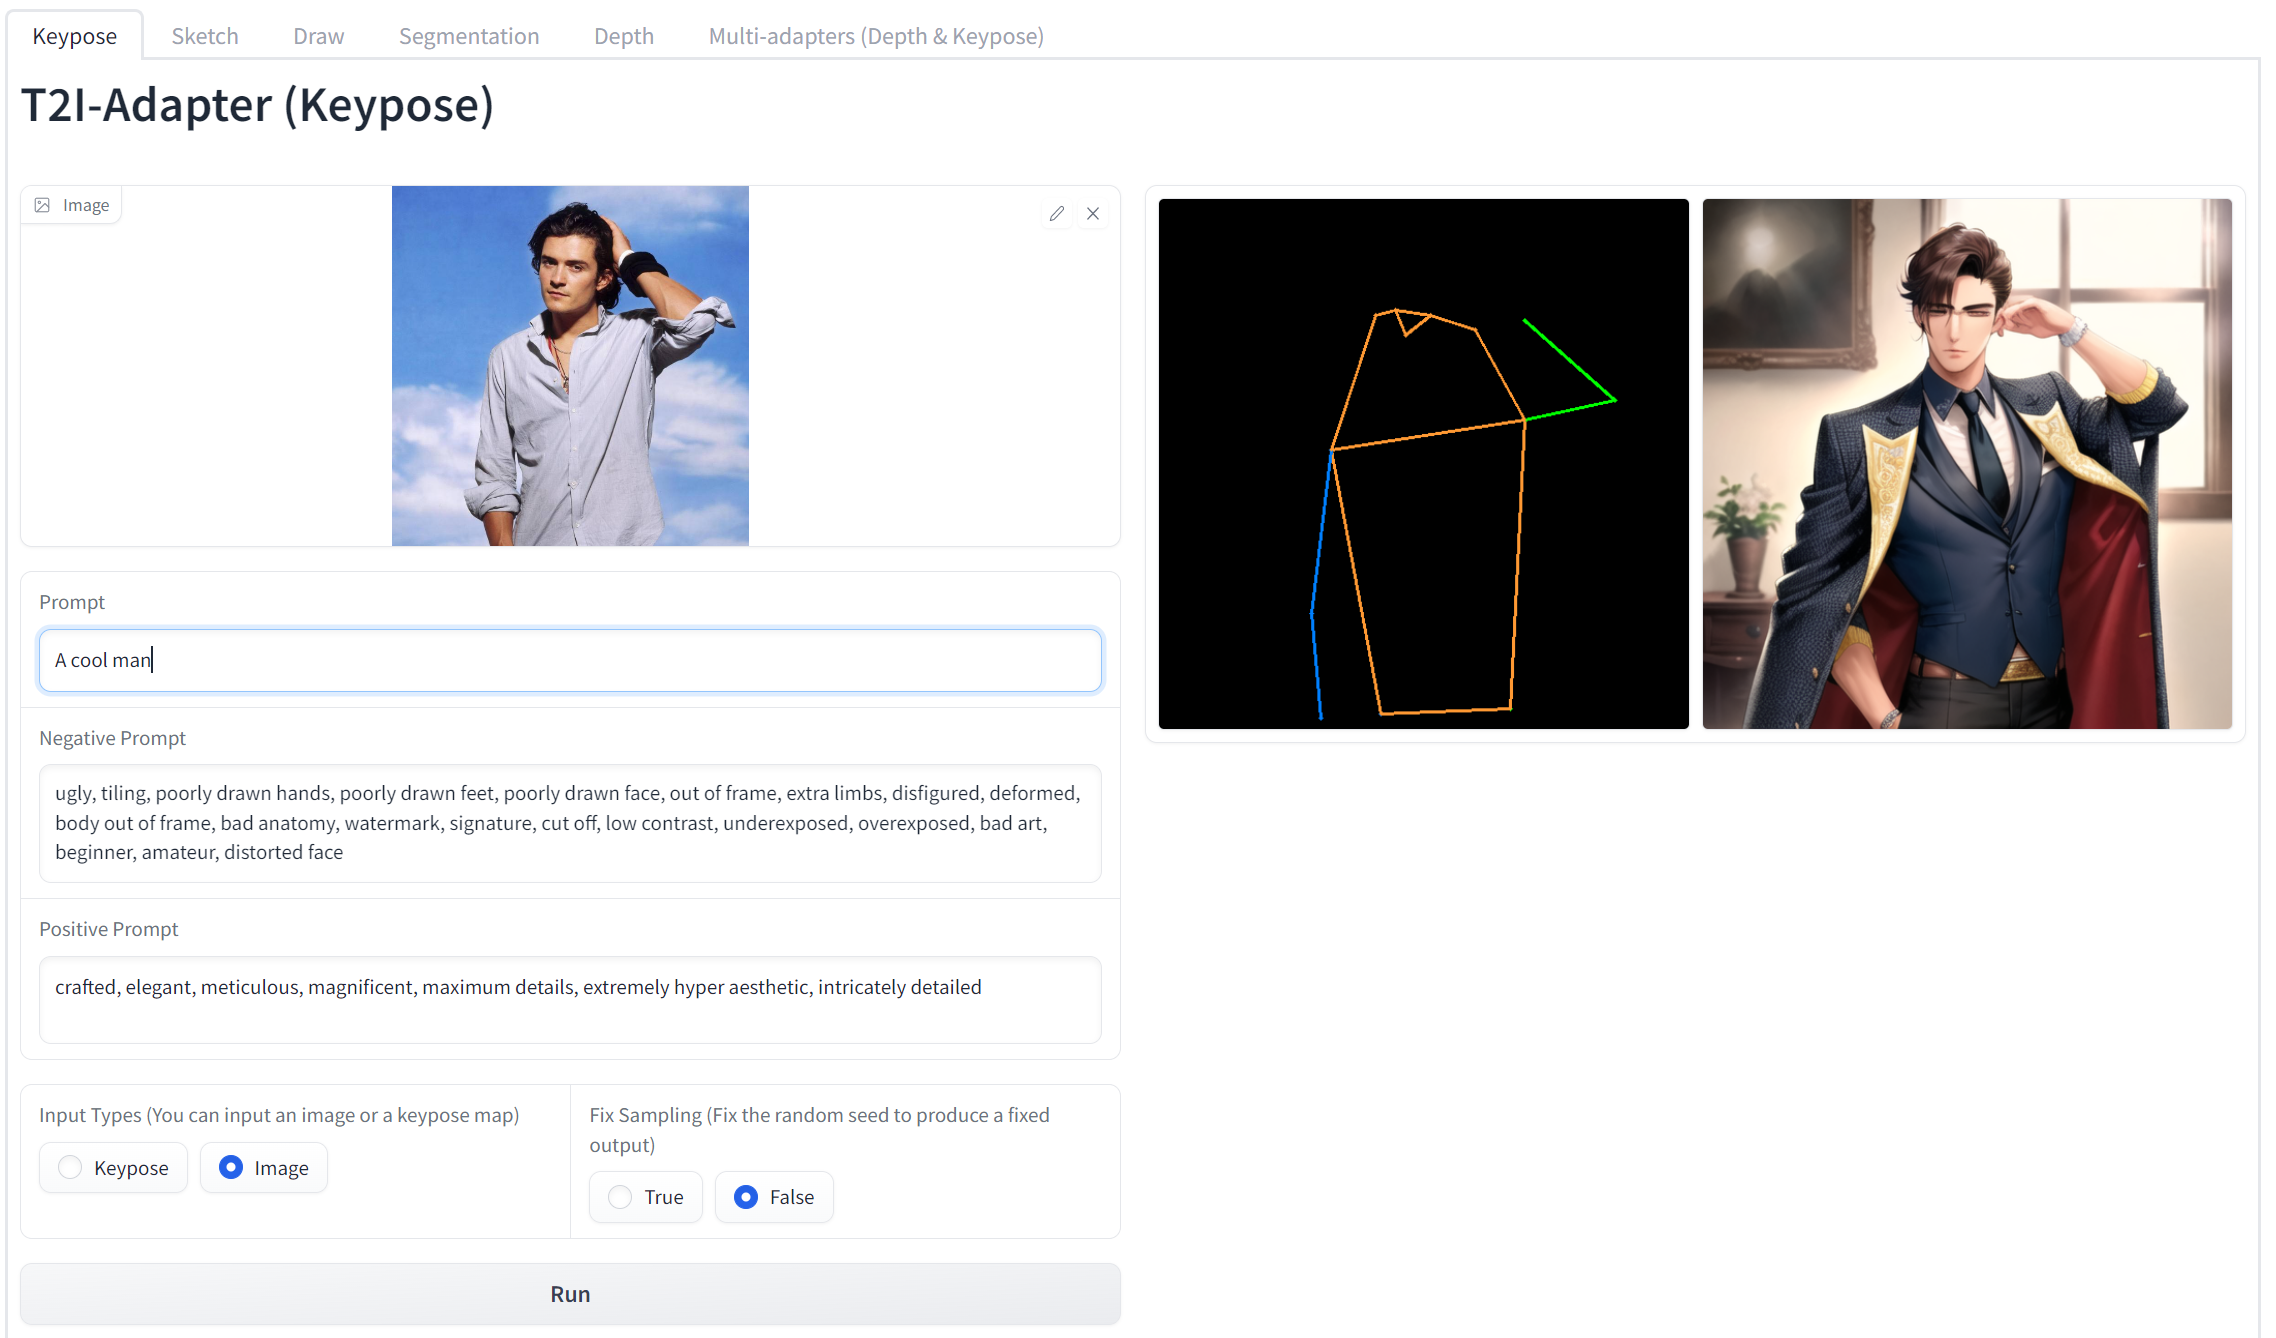 Keypose Sketch Draw Segmentation Depth Multi-adapters (Depth & Keypose)
T2I-Adapter (Keypose)
Image
Prompt
A cool man
Negative Prompt
ugly, tiling, poorly drawn hands, poorly drawn feet, poorly drawn face, out of frame, extra limbs, disfigured, deformed,
body out of frame, bad anatomy, watermark, signature, cut off, low contrast, underexposed, overexposed, bad art,
beginner, amateur, distorted face
Positive Prompt
crafted, elegant, meticulous, magnificent, maximum details, extremely hyper aesthetic, intricately detailed
Input Types (You can input an image or a keypose map)
Keypose Image
Fix Sampling (Fix the random seed to produce a fixed
output)
True False
Run